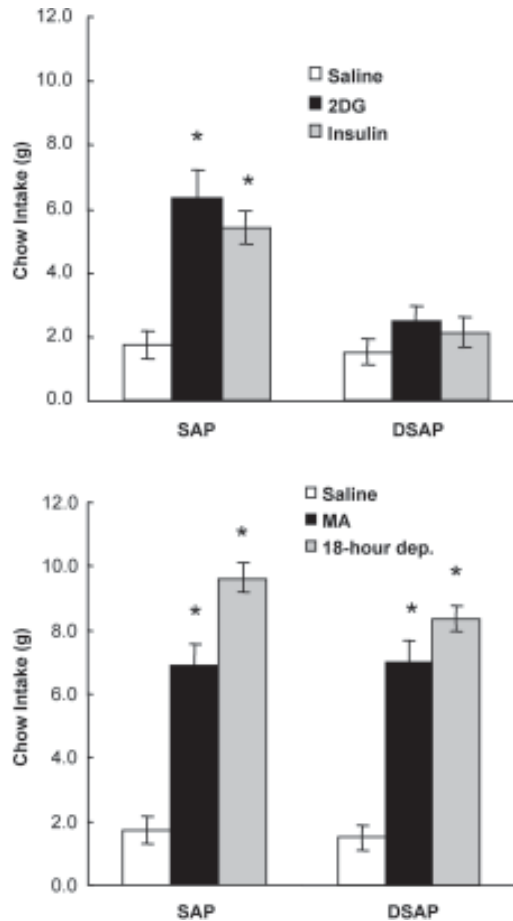 12.0
10.0
8.0
6.0
4.0
2.0
0.0
Chow Intake (g)
Saline
2DG
Insulin
*
*
SAP
DSAP
12.0
10.0
8.0
6.0
4.0
2.0
0.0
Chow Intake (g)
Saline
MA
18-hour dep.
*
*
*
*
SAP
DSAP